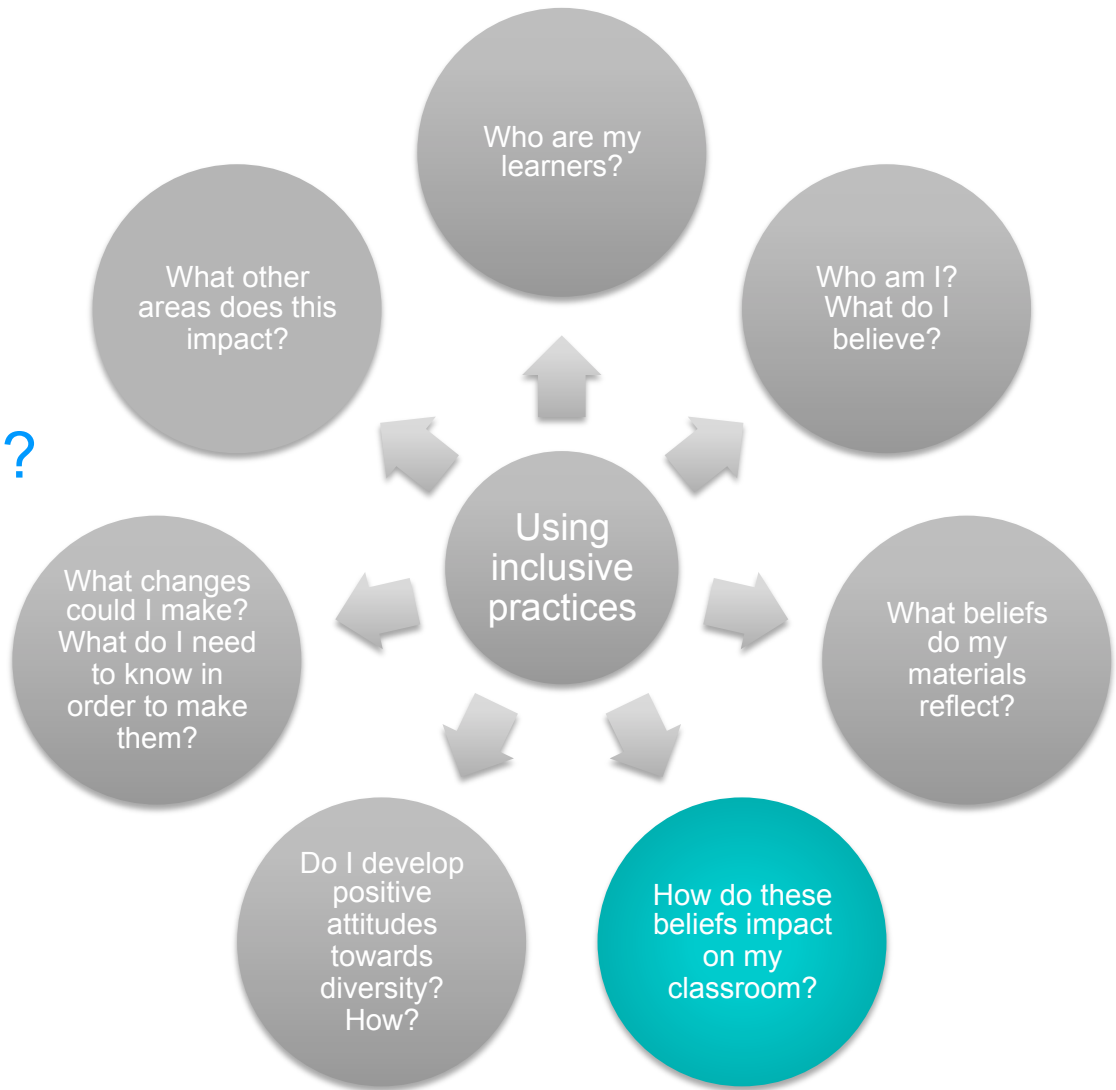 Who are my
learners?
Who am I?
What do I
believe?
What beliefs
do my
materials
reflect?
How do these
beliefs impact
on my
classroom?
Do I develop
positive
attitudes
towards
diversity?
How?
What changes
could I make?
What do I need
to know in
order to make
them?
What other
areas does this
impact?
Using
inclusive
practices
?